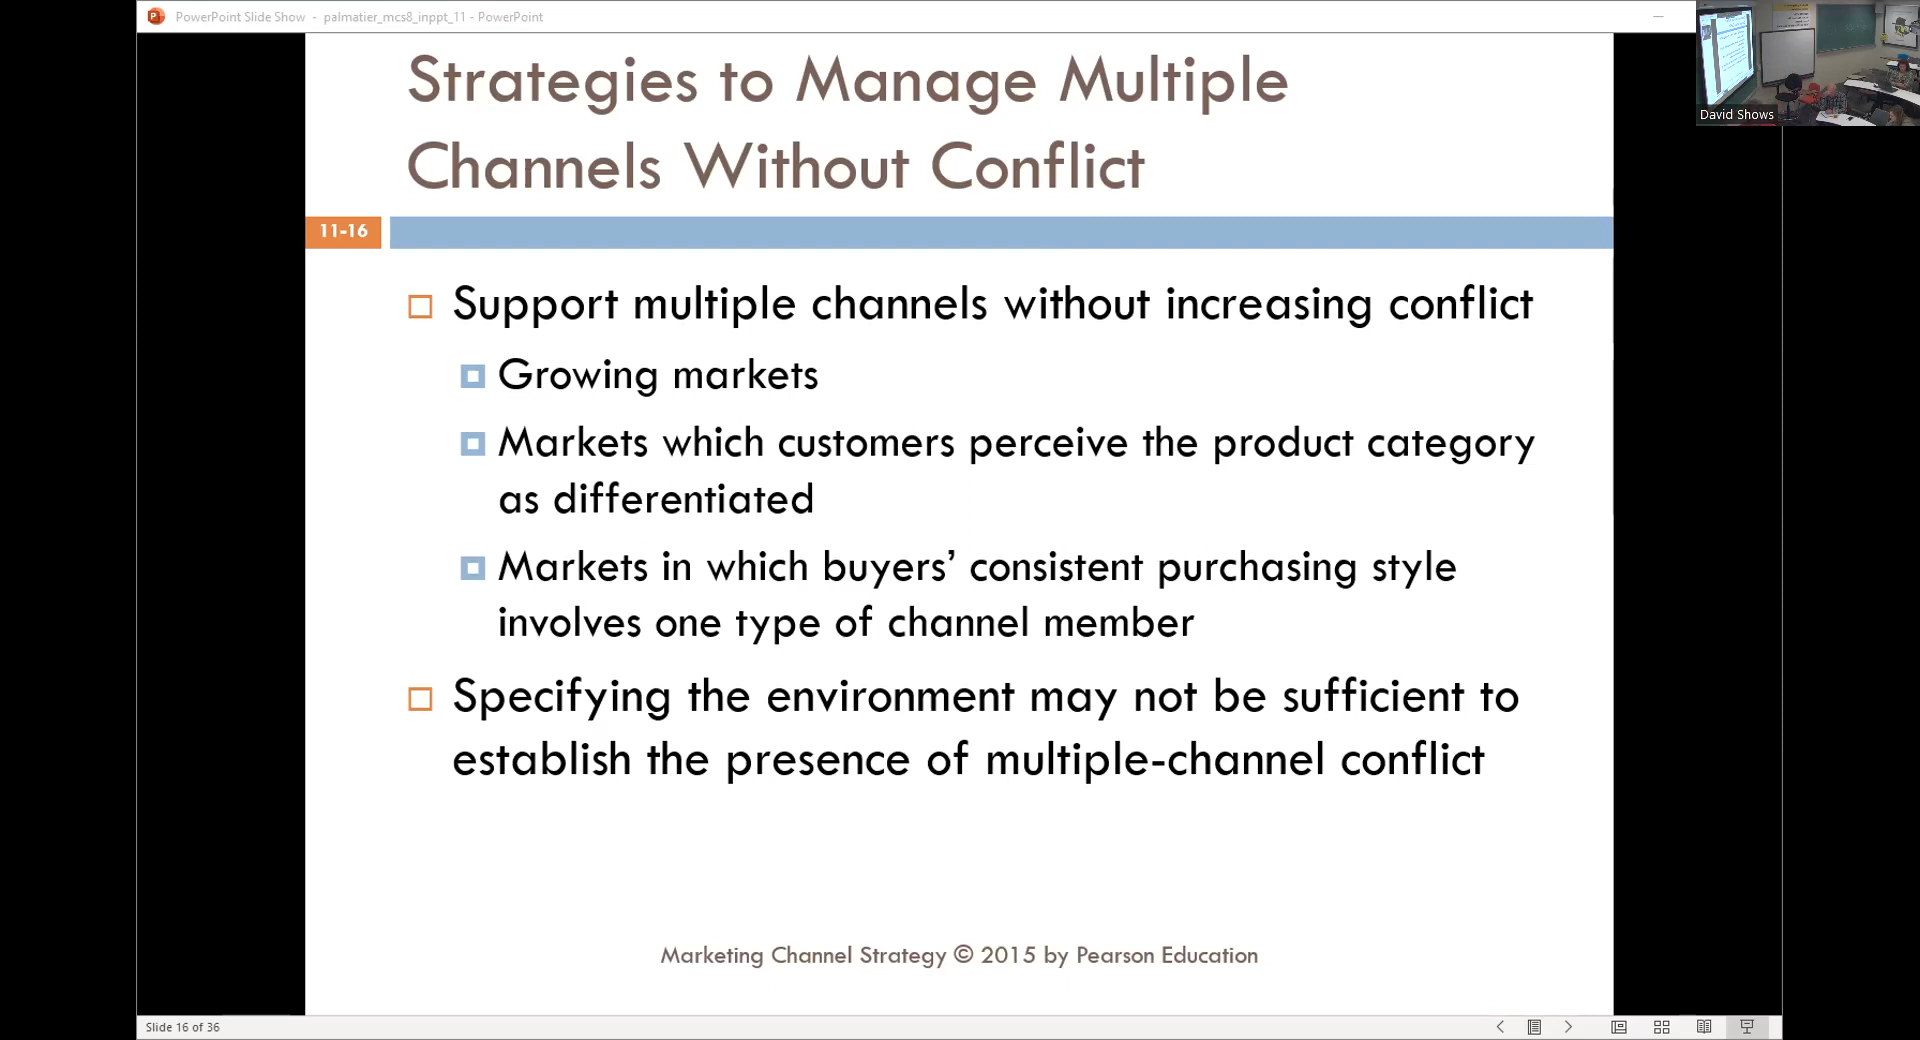 PowerPoint Slide Show - palmatier_mcs8_inppt_11 - PowerPoint
David Shows
Strategies to Manage Multiple
Channels Without Conflict
11-16
Support multiple channels without increasing conflict
Growing markets
Markets which customers perceive the product category
as differentiated
Markets in which buyers’ consistent purchasing style
involves one type of channel member
Specifying the environment may not be sufficient to
establish the presence of multiple-channel conflict
Marketing Channel Strategy © 2015 by Pearson Education
Slide 16 of 36